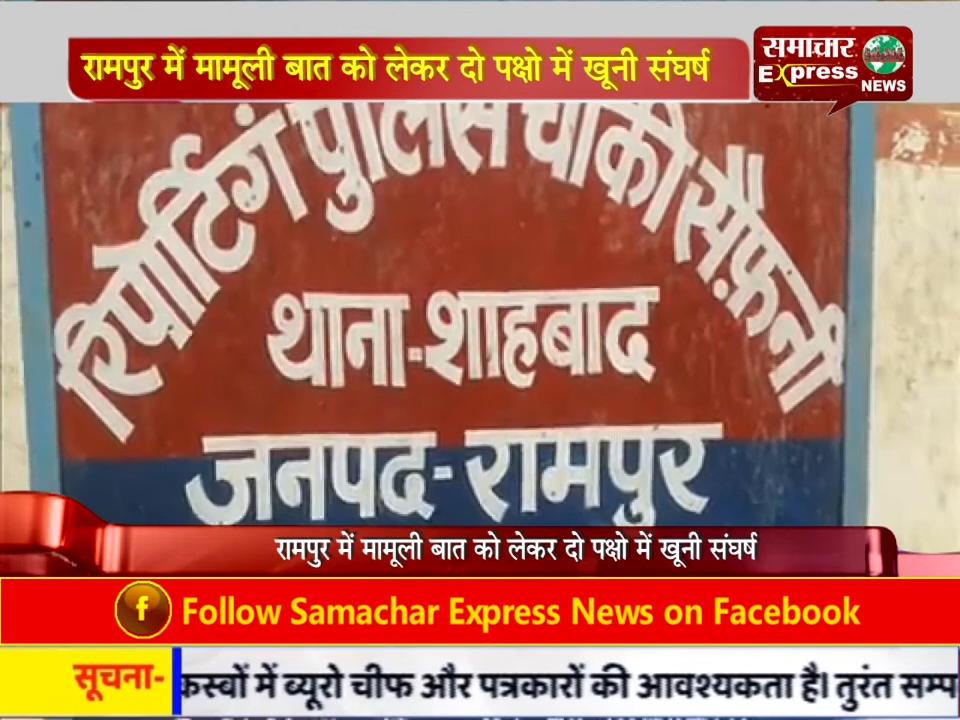 रामपुर में मामूली बात को लेकर दो पक्षो में खूनी संघर्ष
समाचार
Express
NEWS
रिपोर्टिंग पुलिस चौकी सैफ़नी
थाना-शाहबाद
जनपद-रामपुर
रामपुर में मामूली बात को लेकर दो पक्षो में खूनी संघर्ष
f Follow Samachar Express News on Facebook
सूचना- कस्वों में ब्यूरो चीफ और पत्रकारों की आवश्यकता है। तुरंत सम्प